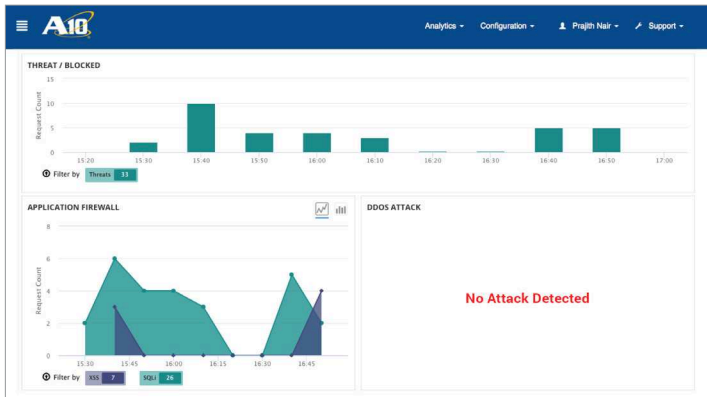 A10
Analytics
Configuration
Prajith Nair
Support
THREAT / BLOCKED
Request Count
15
10
5
0
15:20 15:30 15:40 15:50 16:00 16:10 16:20 16:30 16:40 16:50 17:00
Filter by Threats 33
APPLICATION FIREWALL
Request Count
8
6
4
2
0
15:30 15:45 16:00 16:15 16:30 16:45
Filter by XSS 7 SQLi 26
DDOS ATTACK
No Attack Detected